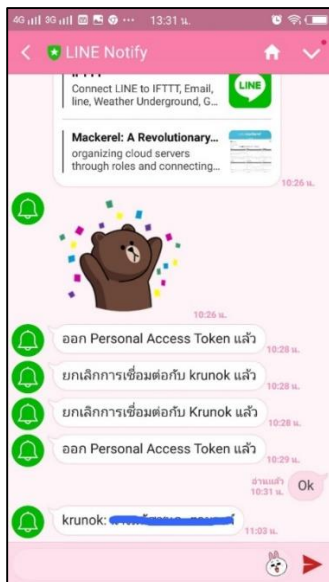 4G 3G 13:31 น.
LINE Notify
IFTTT
Connect LINE to IFTTT, Email,
line, Weather Underground, G...
LINE
Mackerel: A Revolutionary...
organizing cloud servers
through roles and connecting...
10:26 น.
10:26 น.
ออก Personal Access Token แล้ว
10:28 น.
ยกเลิกการเชื่อมต่อกับ krunok แล้ว
10:28 น.
ยกเลิกการเชื่อมต่อกับ Krunok แล้ว
10:28 น.
ออก Personal Access Token แล้ว
10:29 น.
อ่านแล้ว
10:31 น.
Ok
krunok:
11:03 น.